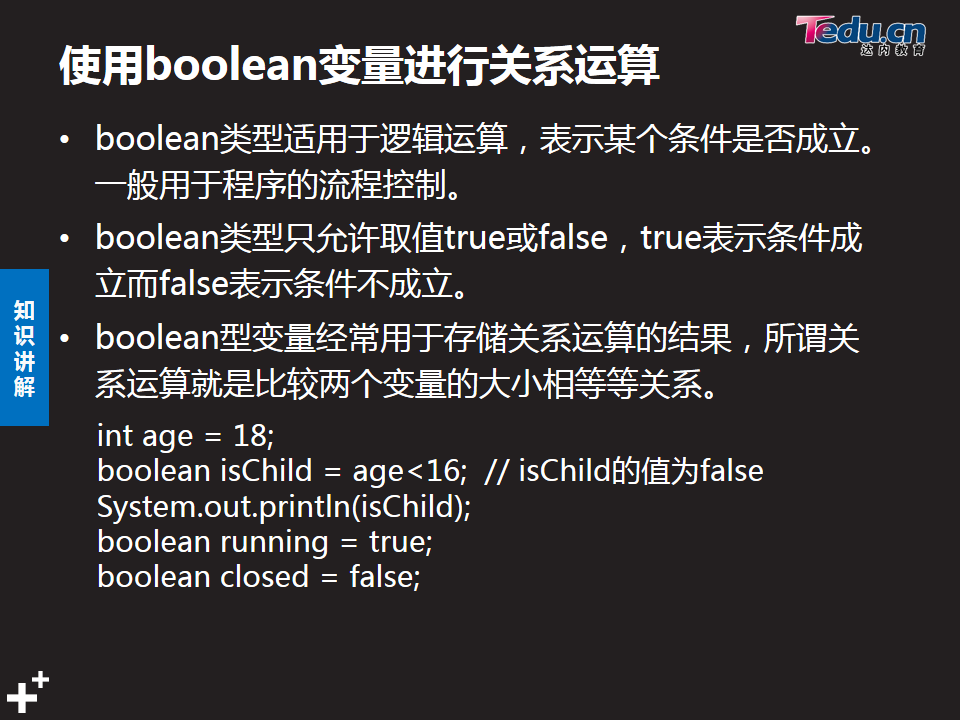 Tedu.cn
达内教育
使用boolean变量进行关系运算
• boolean类型适用于逻辑运算，表示某个条件是否成立。
一般用于程序的流程控制。
• boolean类型只允许取值true或false，true表示条件成
立而false表示条件不成立。
• boolean型变量经常用于存储关系运算的结果，所谓关
系运算就是比较两个变量的大小相等等关系。
知识讲解
int age = 18;
boolean isChild = age<16;  // isChild的值为false
System.out.println(isChild);
boolean running = true;
boolean closed = false;